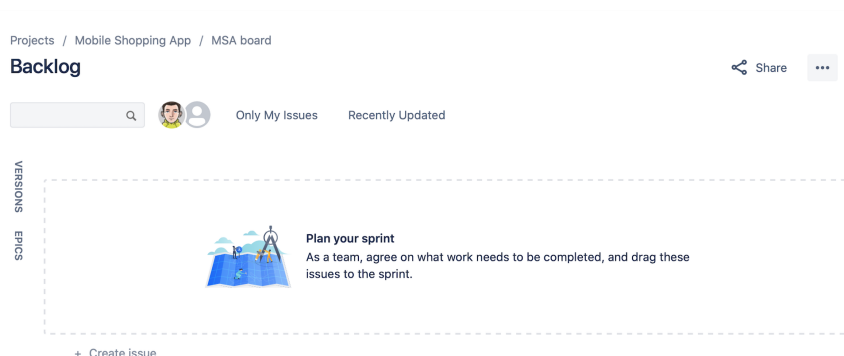 Projects / Mobile Shopping App / MSA board
Backlog
Share
Only My Issues Recently Updated
VERSIONS
EPICS
Plan your sprint
As a team, agree on what work needs to be completed, and drag these
issues to the sprint.
+ Create issue